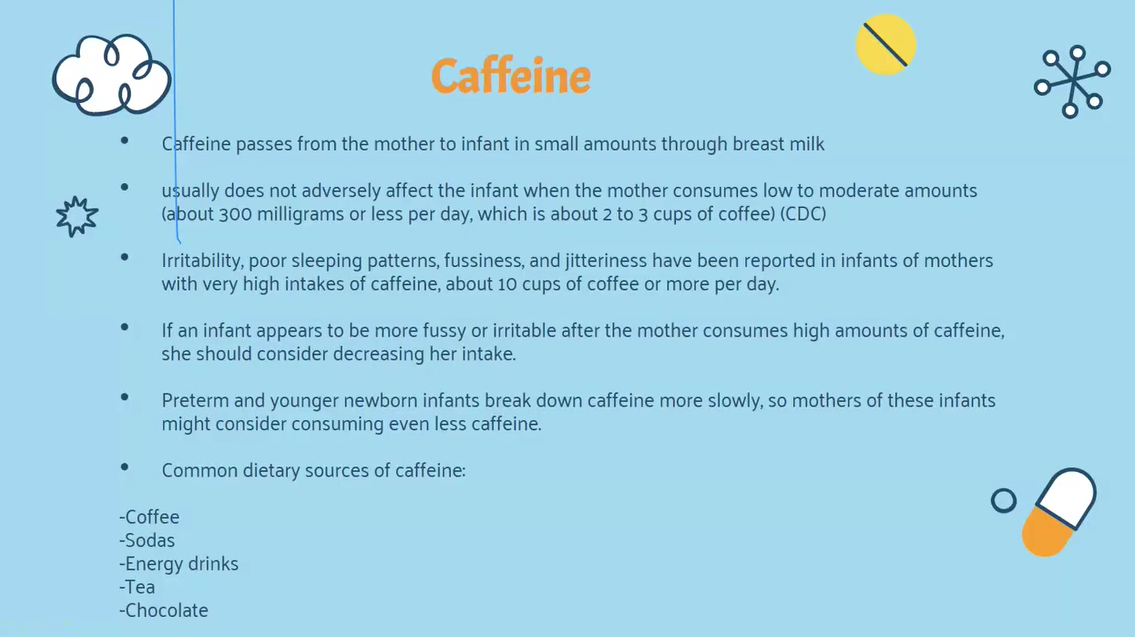 Caffeine
• Caffeine passes from the mother to infant in small amounts through breast milk
• usually does not adversely affect the infant when the mother consumes low to moderate amounts
(about 300 milligrams or less per day, which is about 2 to 3 cups of coffee) (CDC)
• Irritability, poor sleeping patterns, fussiness, and jitteriness have been reported in infants of mothers
with very high intakes of caffeine, about 10 cups of coffee or more per day.
• If an infant appears to be more fussy or irritable after the mother consumes high amounts of caffeine,
she should consider decreasing her intake.
• Preterm and younger newborn infants break down caffeine more slowly, so mothers of these infants
might consider consuming even less caffeine.
• Common dietary sources of caffeine:
-Coffee
-Sodas
-Energy drinks
-Tea
-Chocolate